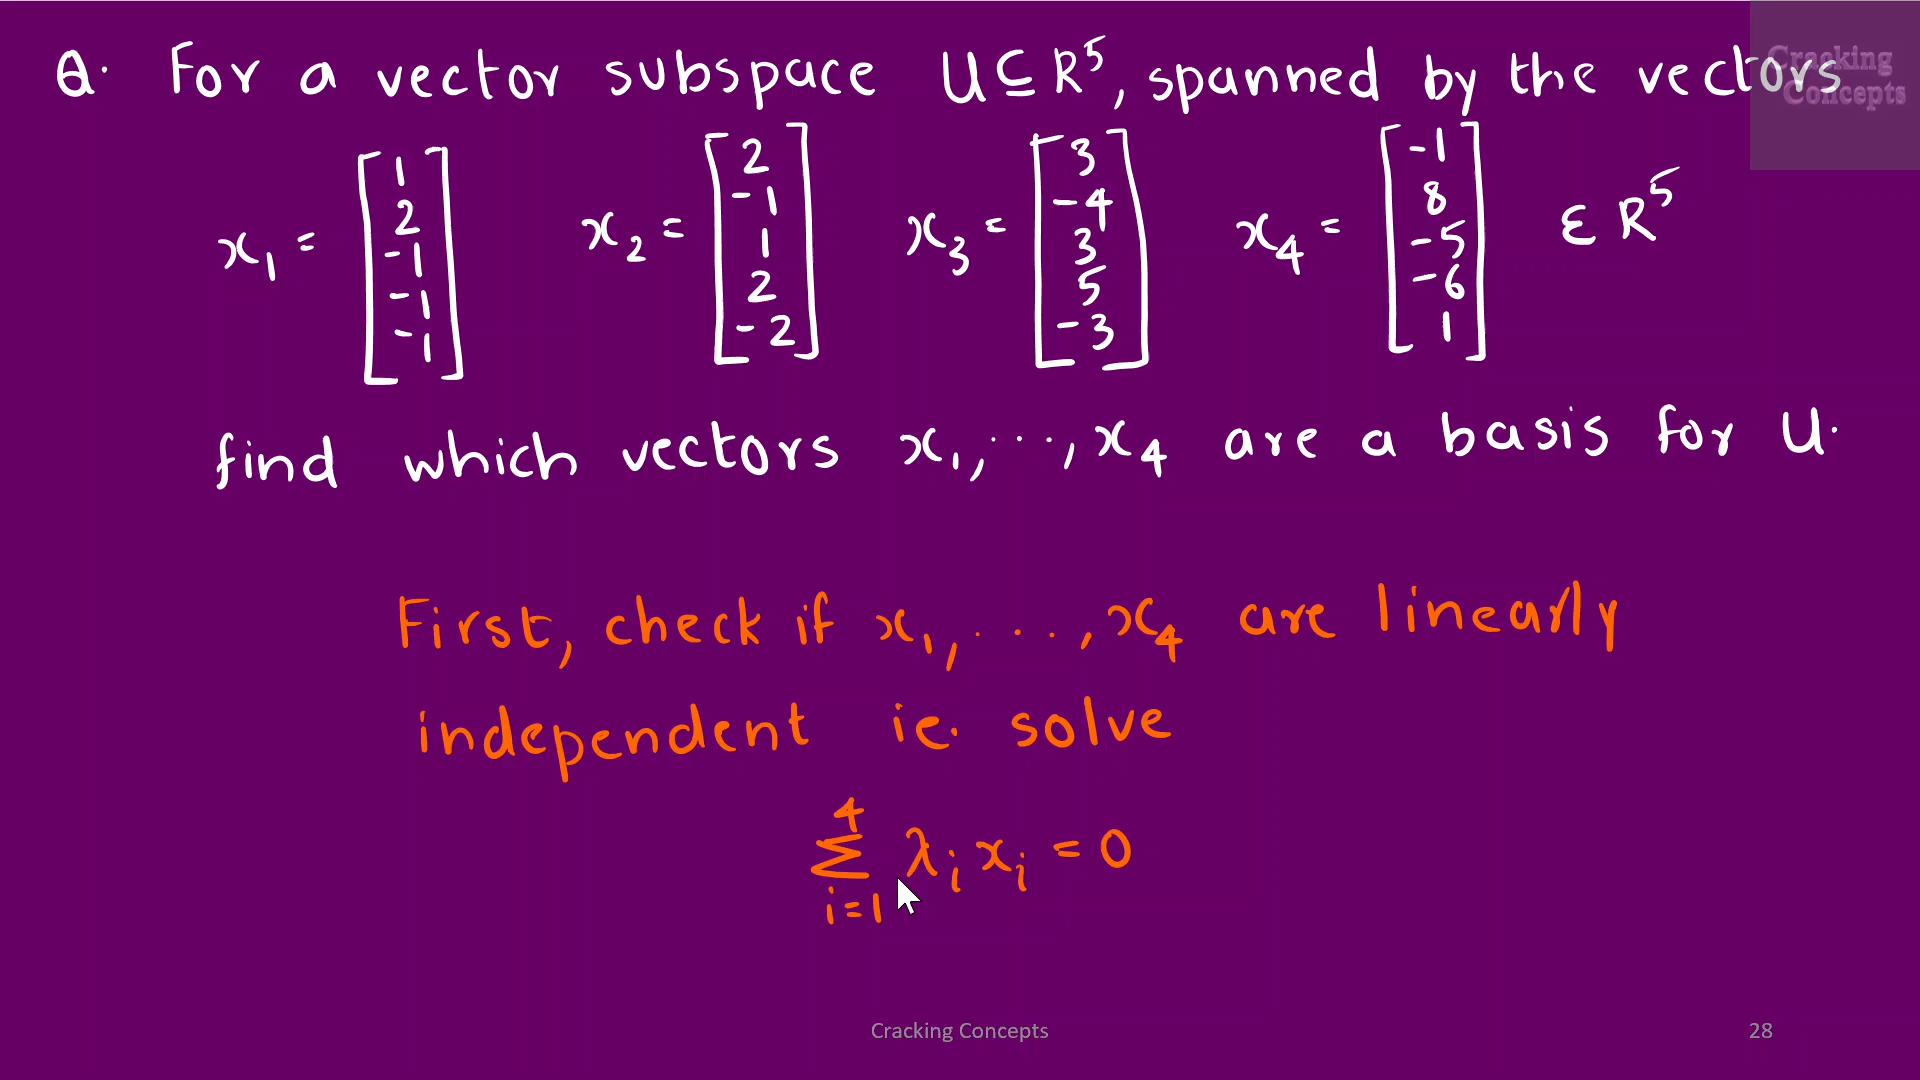 Q. For a vector subspace U⊆R⁵, spanned by the vectors
Cracking Concepts
x₁ = [1 2 -1 -1 -1] x₂ = [2 -1 1 2 -2] x₃ = [3 -4 3 5 -3] x₄ = [-1 8 -5 -6 1] ε R⁵
find which vectors x₁,...,x₄ are a basis for U.
First, check if x₁,....,x₄ are linearly
independent ie. solve
4
Σ λᵢ xᵢ = 0
i=1
Cracking Concepts 28